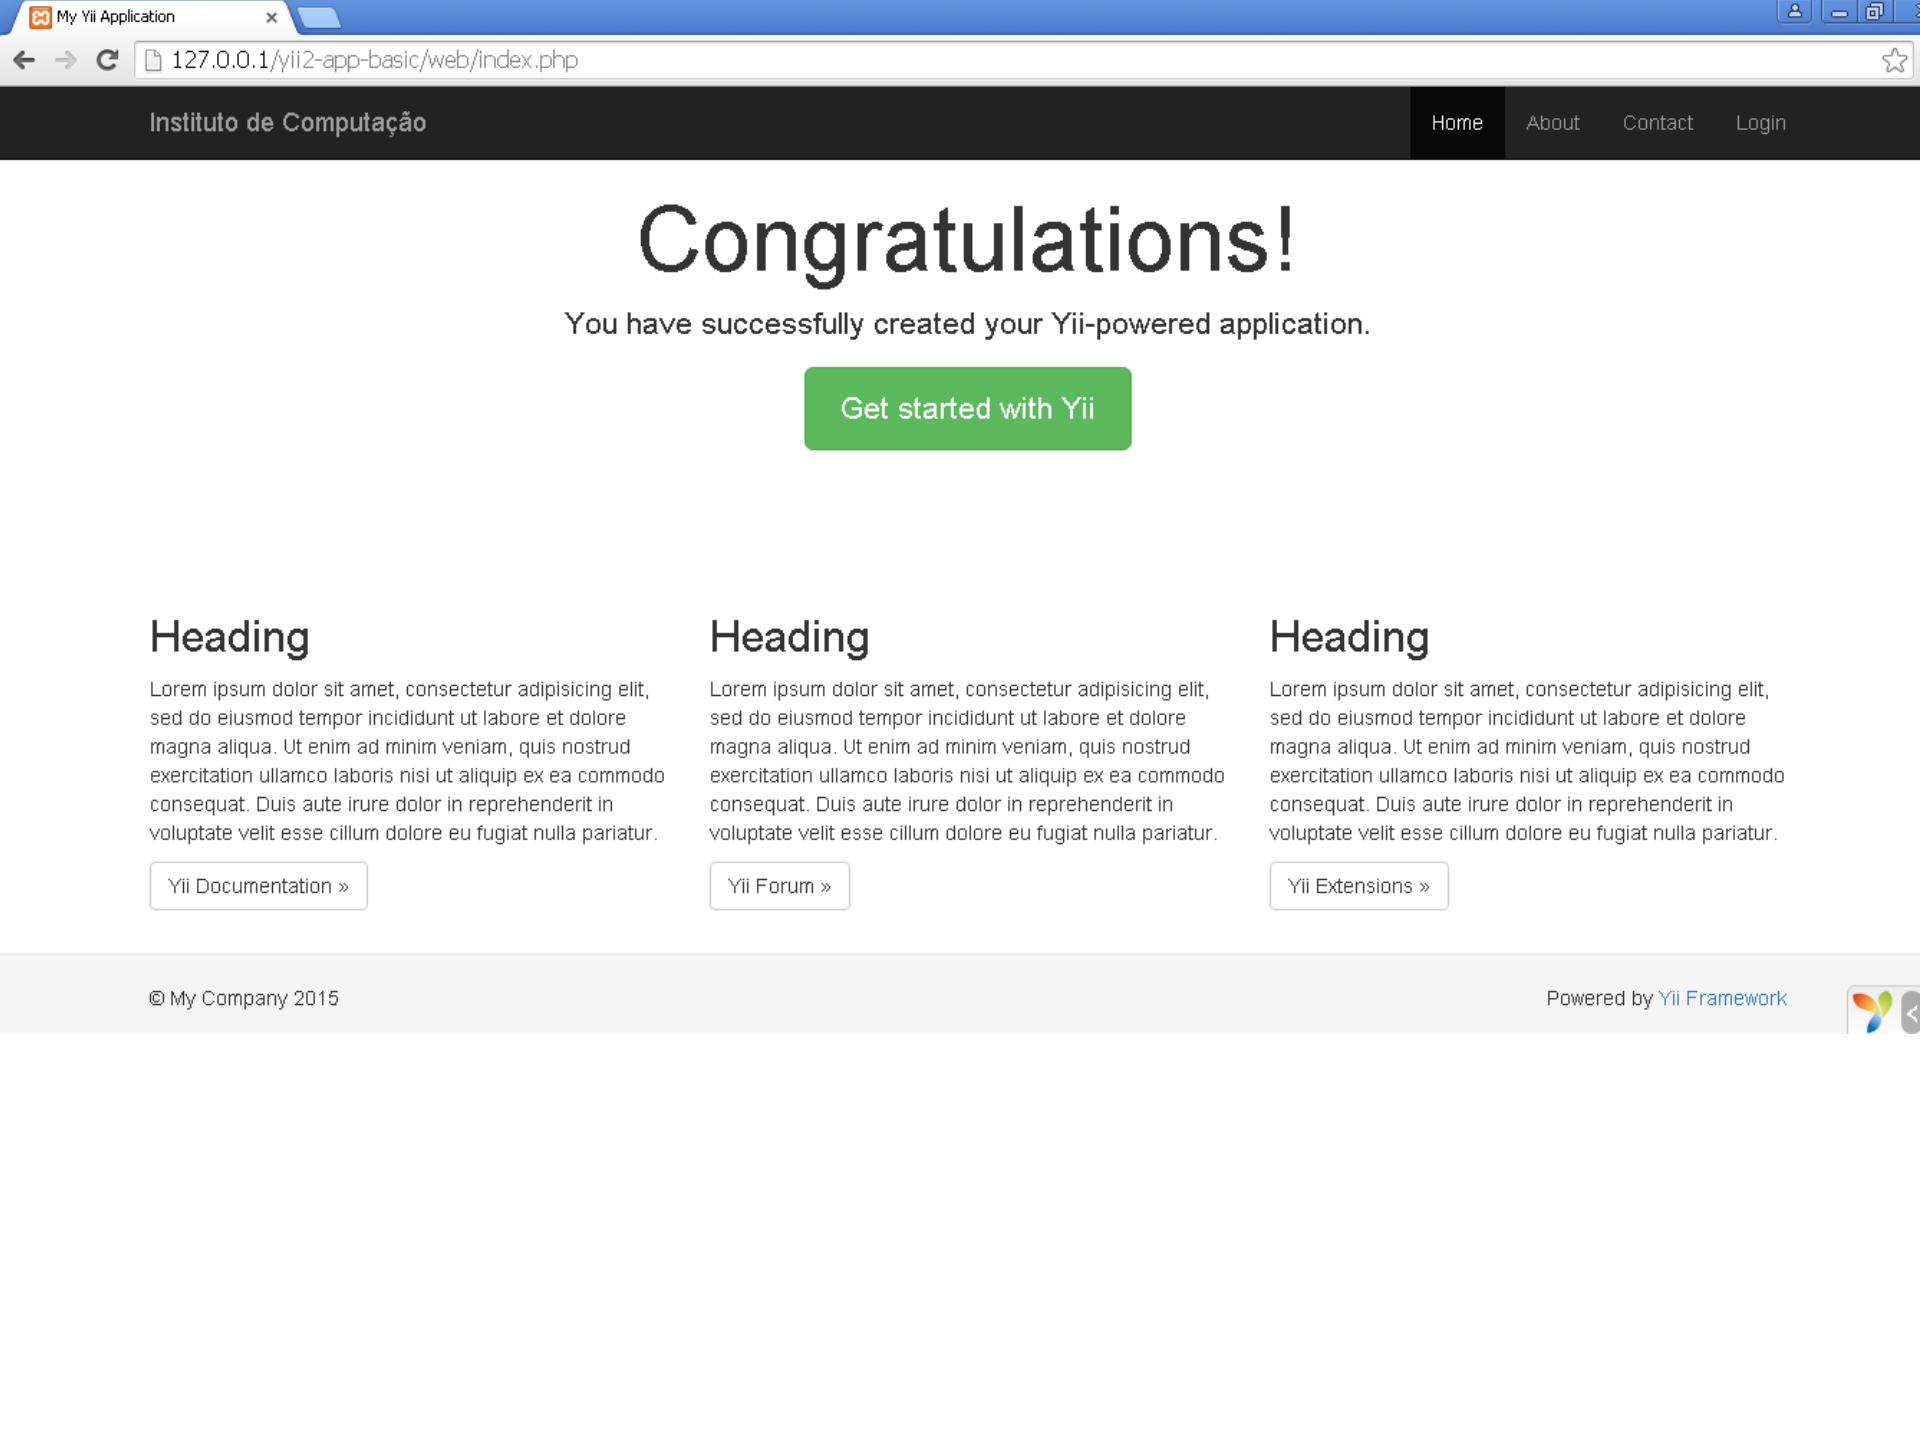 My Yii Application
127.0.0.1/yii2-app-basic/web/index.php
Instituto de Computação
Home About Contact Login
Congratulations!
You have successfully created your Yii-powered application.
Get started with Yii
Heading
Lorem ipsum dolor sit amet, consectetur adipisicing elit,
sed do eiusmod tempor incididunt ut labore et dolore
magna aliqua. Ut enim ad minim veniam, quis nostrud
exercitation ullamco laboris nisi ut aliquip ex ea commodo
consequat. Duis aute irure dolor in reprehenderit in
voluptate velit esse cillum dolore eu fugiat nulla pariatur.
Yii Documentation »
Heading
Lorem ipsum dolor sit amet, consectetur adipisicing elit,
sed do eiusmod tempor incididunt ut labore et dolore
magna aliqua. Ut enim ad minim veniam, quis nostrud
exercitation ullamco laboris nisi ut aliquip ex ea commodo
consequat. Duis aute irure dolor in reprehenderit in
voluptate velit esse cillum dolore eu fugiat nulla pariatur.
Yii Forum »
Heading
Lorem ipsum dolor sit amet, consectetur adipisicing elit,
sed do eiusmod tempor incididunt ut labore et dolore
magna aliqua. Ut enim ad minim veniam, quis nostrud
exercitation ullamco laboris nisi ut aliquip ex ea commodo
consequat. Duis aute irure dolor in reprehenderit in
voluptate velit esse cillum dolore eu fugiat nulla pariatur.
Yii Extensions »
© My Company 2015
Powered by Yii Framework